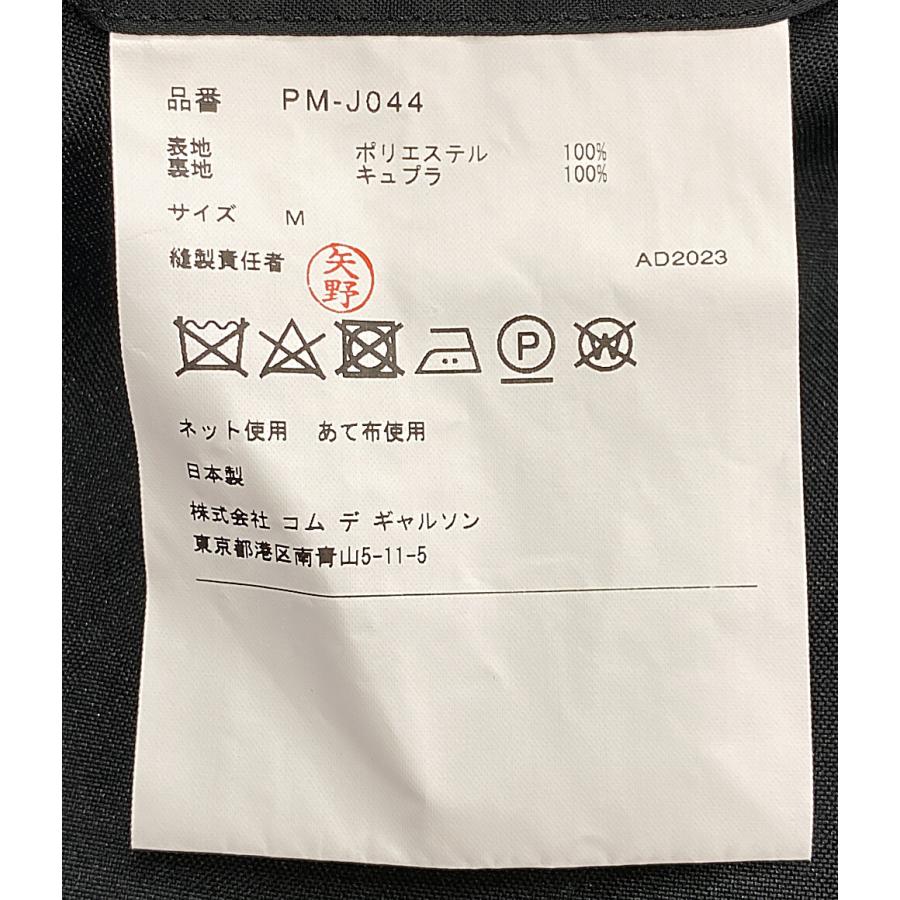 品番 PM-J044
表地 ポリエステル 100%
裏地 キュプラ 100%
サイズ M
縫製責任者 矢野 AD2023
P W
ネット使用 あて布使用
日本製
株式会社 コム デ ギャルソン
東京都港区南青山5-11-5